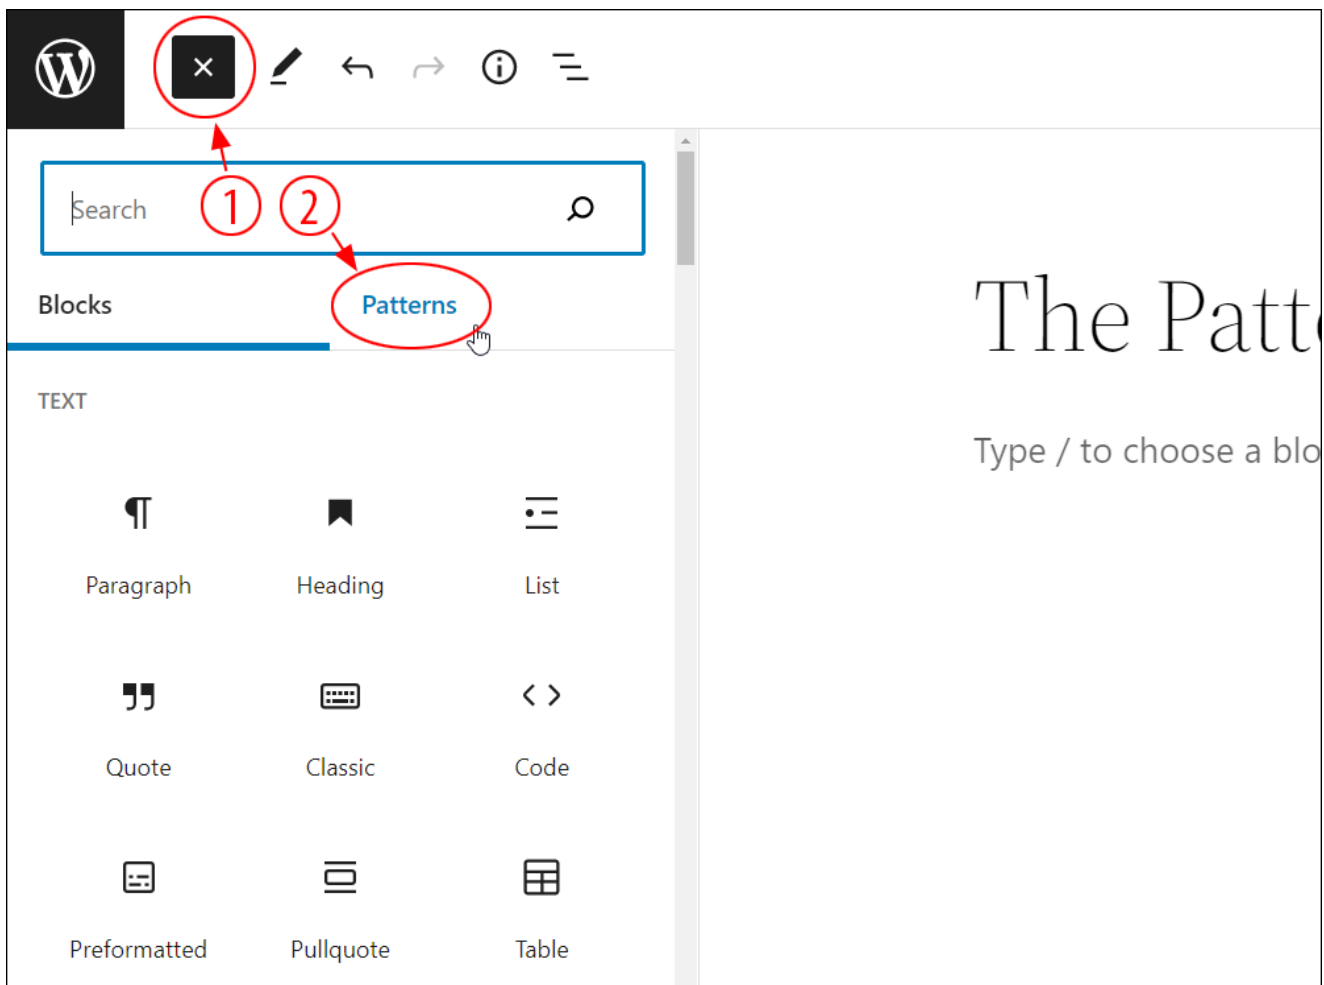 1 2
Search
Blocks Patterns
The Patt
TEXT
Type / to choose a blo
Paragraph Heading List
Quote Classic Code
Preformatted Pullquote Table